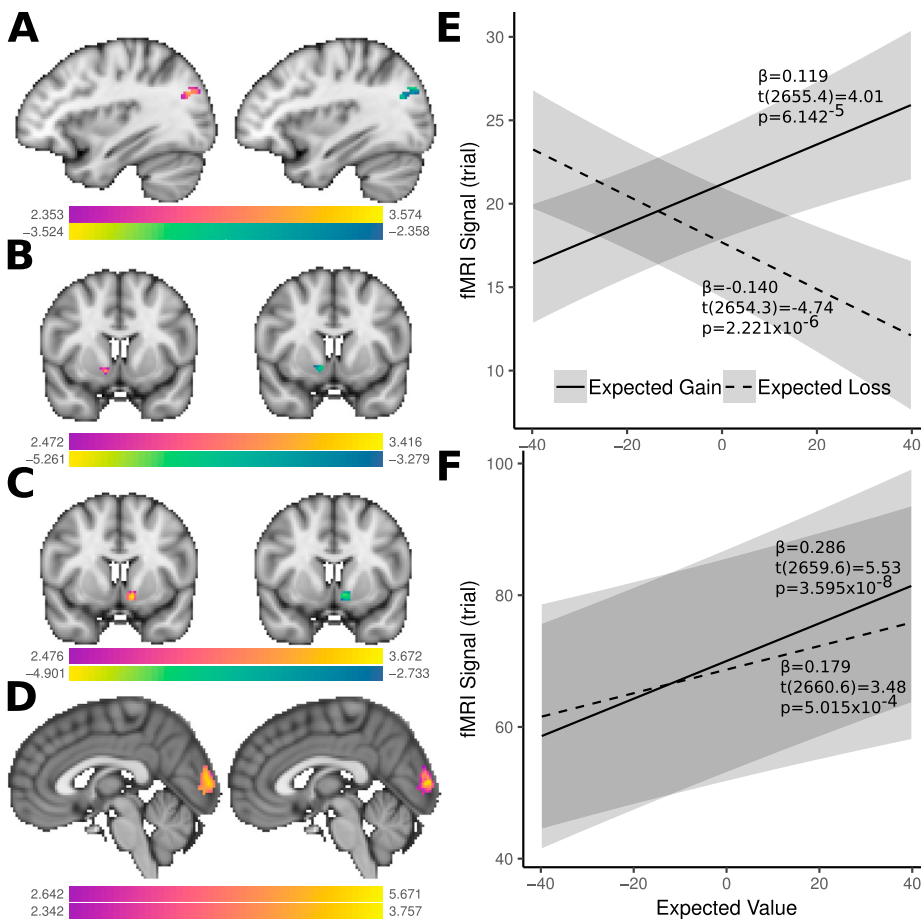 A
2.353 3.574
−3.524 −2.358
B
2.472 3.416
−5.261 −3.279
C
2.476 3.672
−4.901 −2.733
D
2.642 5.671
2.342 3.757
E
30
25
20
15
10
fMRI Signal (trial)
β=0.119
t(2655.4)=4.01
p=6.142⁻⁵
β=-0.140
t(2654.3)=-4.74
p=2.221x10⁻⁶
Expected Gain Expected Loss
−40 −20 0 20 40
F
100
80
60
40
fMRI Signal (trial)
β=0.286
t(2659.6)=5.53
p=3.595x10⁻⁸
β=0.179
t(2660.6)=3.48
p=5.015x10⁻⁴
−40 −20 0 20 40
Expected Value